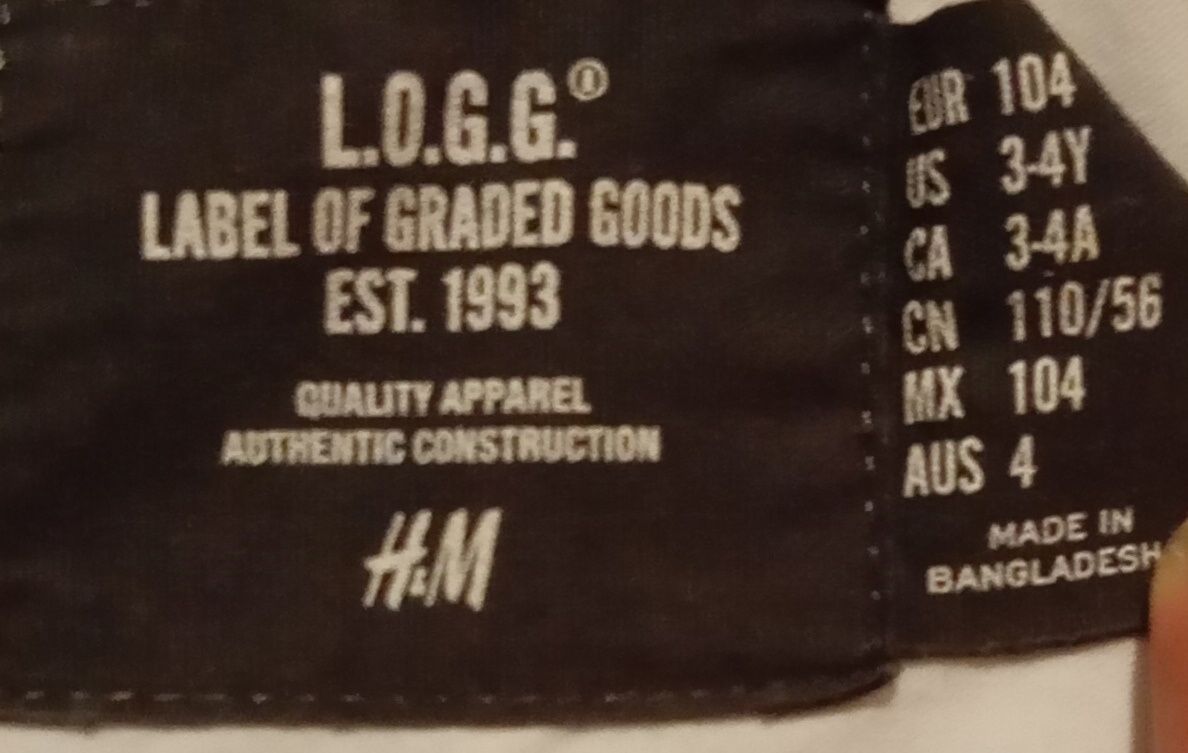 L.O.G.G.®
LABEL OF GRADED GOODS
EST. 1993
QUALITY APPAREL
AUTHENTIC CONSTRUCTION
H&M
EUR 104
US 3-4Y
CA 3-4A
CN 110/56
MX 104
AUS 4
MADE IN
BANGLADESH